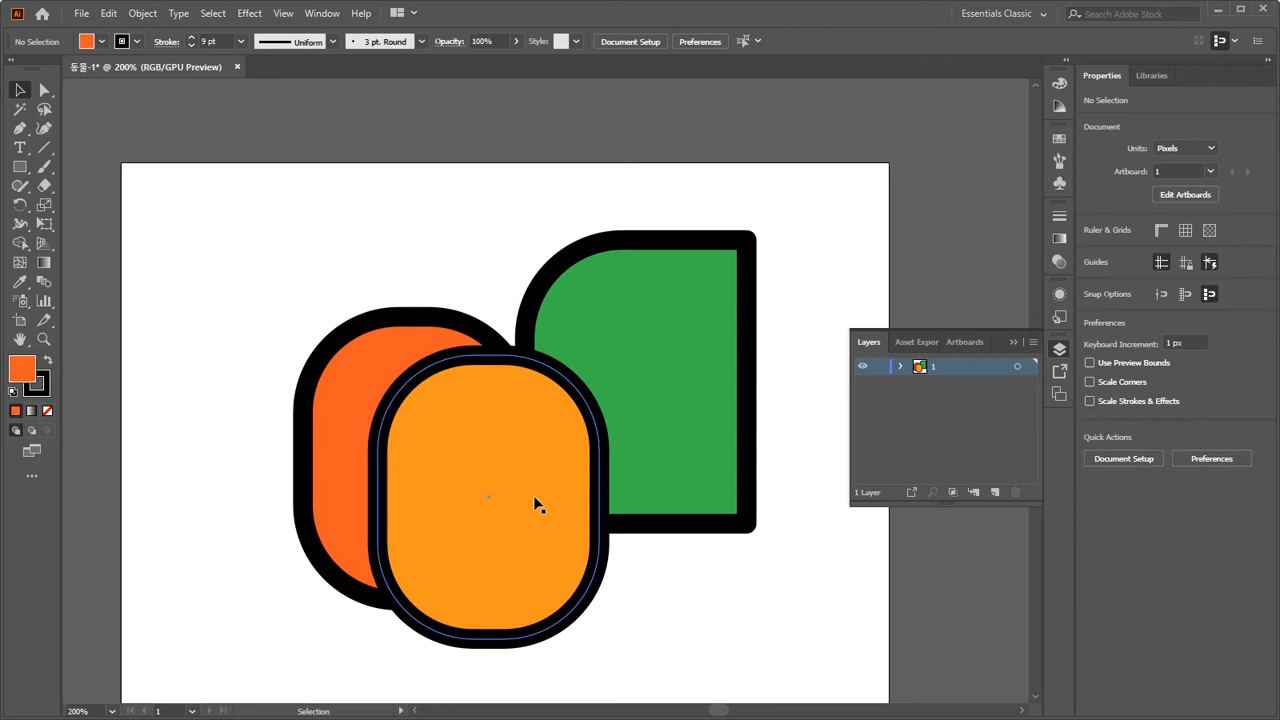 Ai File Edit Object Type Select Effect View Window Help Essentials Classic Search Adobe Stock
No Selection Stroke: 9 pt Uniform 3 pt. Round Opacity: 100% Style: Document Setup Preferences
동물-1* @ 200% (RGB/GPU Preview)
Properties Libraries
No Selection
Document
Units: Pixels
Artboard: 1
Edit Artboards
Ruler & Grids
Guides
Snap Options
Preferences
Keyboard Increment: 1 px
Use Preview Bounds
Scale Corners
Scale Strokes & Effects
Quick Actions
Document Setup Preferences
Layers Asset Expor Artboards
1
1 Layer
200% 1 Selection